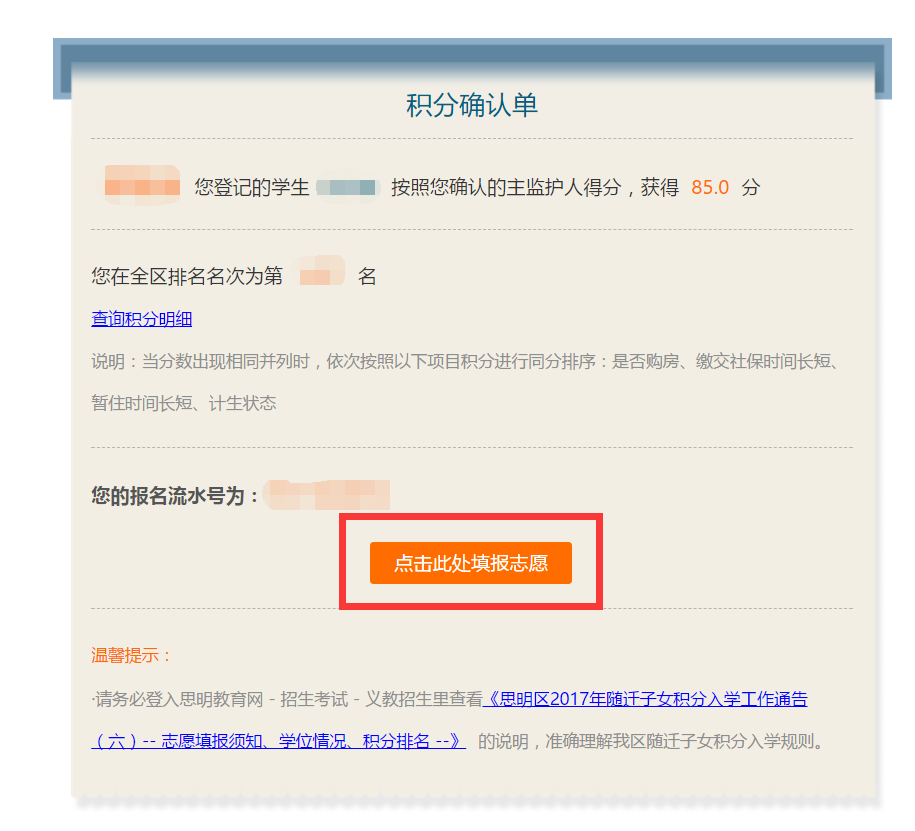 积分确认单
您登记的学生 按照您确认的主监护人得分，获得 85.0 分
您在全区排名名次为第 名
查询积分明细
说明：当分数出现相同并列时，依次按照以下项目积分进行同分排序：是否购房、缴交社保时间长短、
暂住时间长短、计生状态
您的报名流水号为：
点击此处填报志愿
温馨提示：
·请务必登入思明教育网 - 招生考试 - 义教招生里查看《思明区2017年随迁子女积分入学工作通告
（六）-- 志愿填报须知、学位情况、积分排名 --》 的说明，准确理解我区随迁子女积分入学规则。